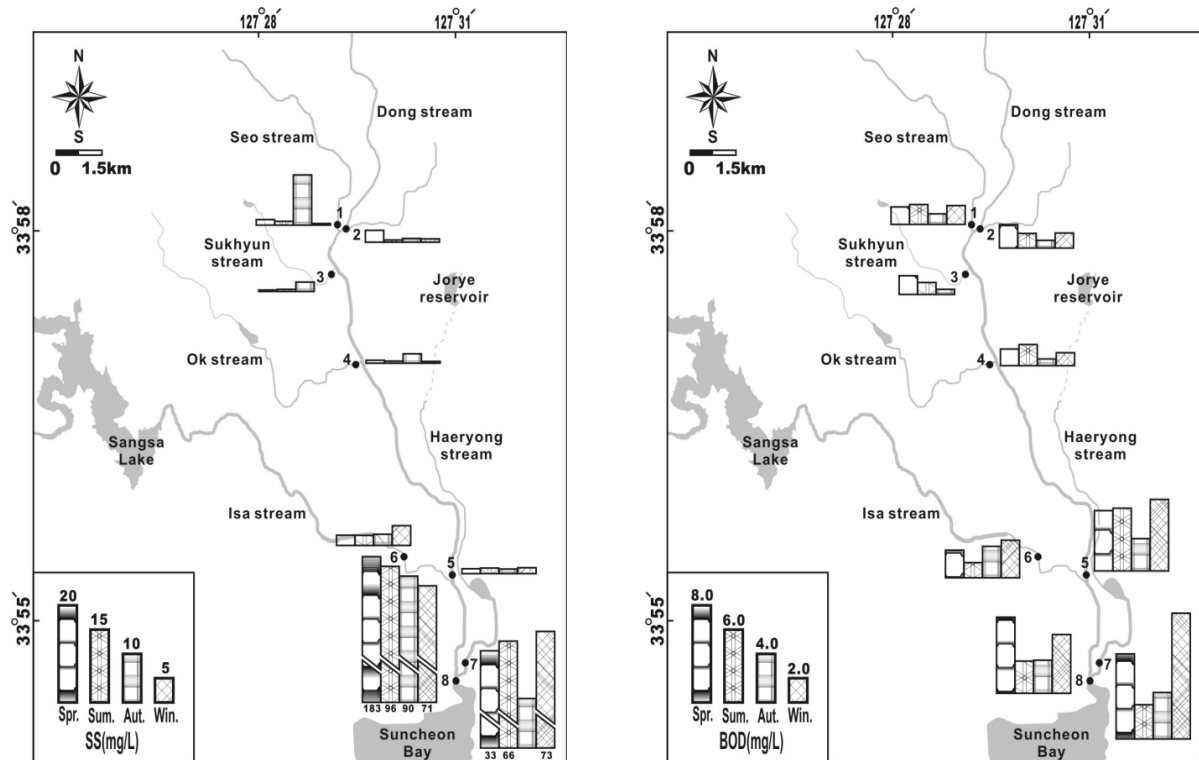 127˚28´
127˚31´
N
S
0 1.5km
Dong stream
Seo stream
33˚58´
1
2
Sukhyun
stream
3
Jorye
reservoir
Ok stream
4
Sangsa
Lake
Haeryong
stream
Isa stream
6
5
33˚55´
20
15
10
5
Spr. Sum. Aut. Win.
SS(mg/L)
7
8
183 96 90 71
Suncheon
Bay
33 66 73
127˚28´
127˚31´
N
S
0 1.5km
Dong stream
Seo stream
33˚58´
1
2
Sukhyun
stream
3
Jorye
reservoir
Ok stream
4
Sangsa
Lake
Haeryong
stream
Isa stream
6
5
33˚55´
8.0
6.0
4.0
2.0
Spr. Sum. Aut. Win.
BOD(mg/L)
7
8
Suncheon
Bay